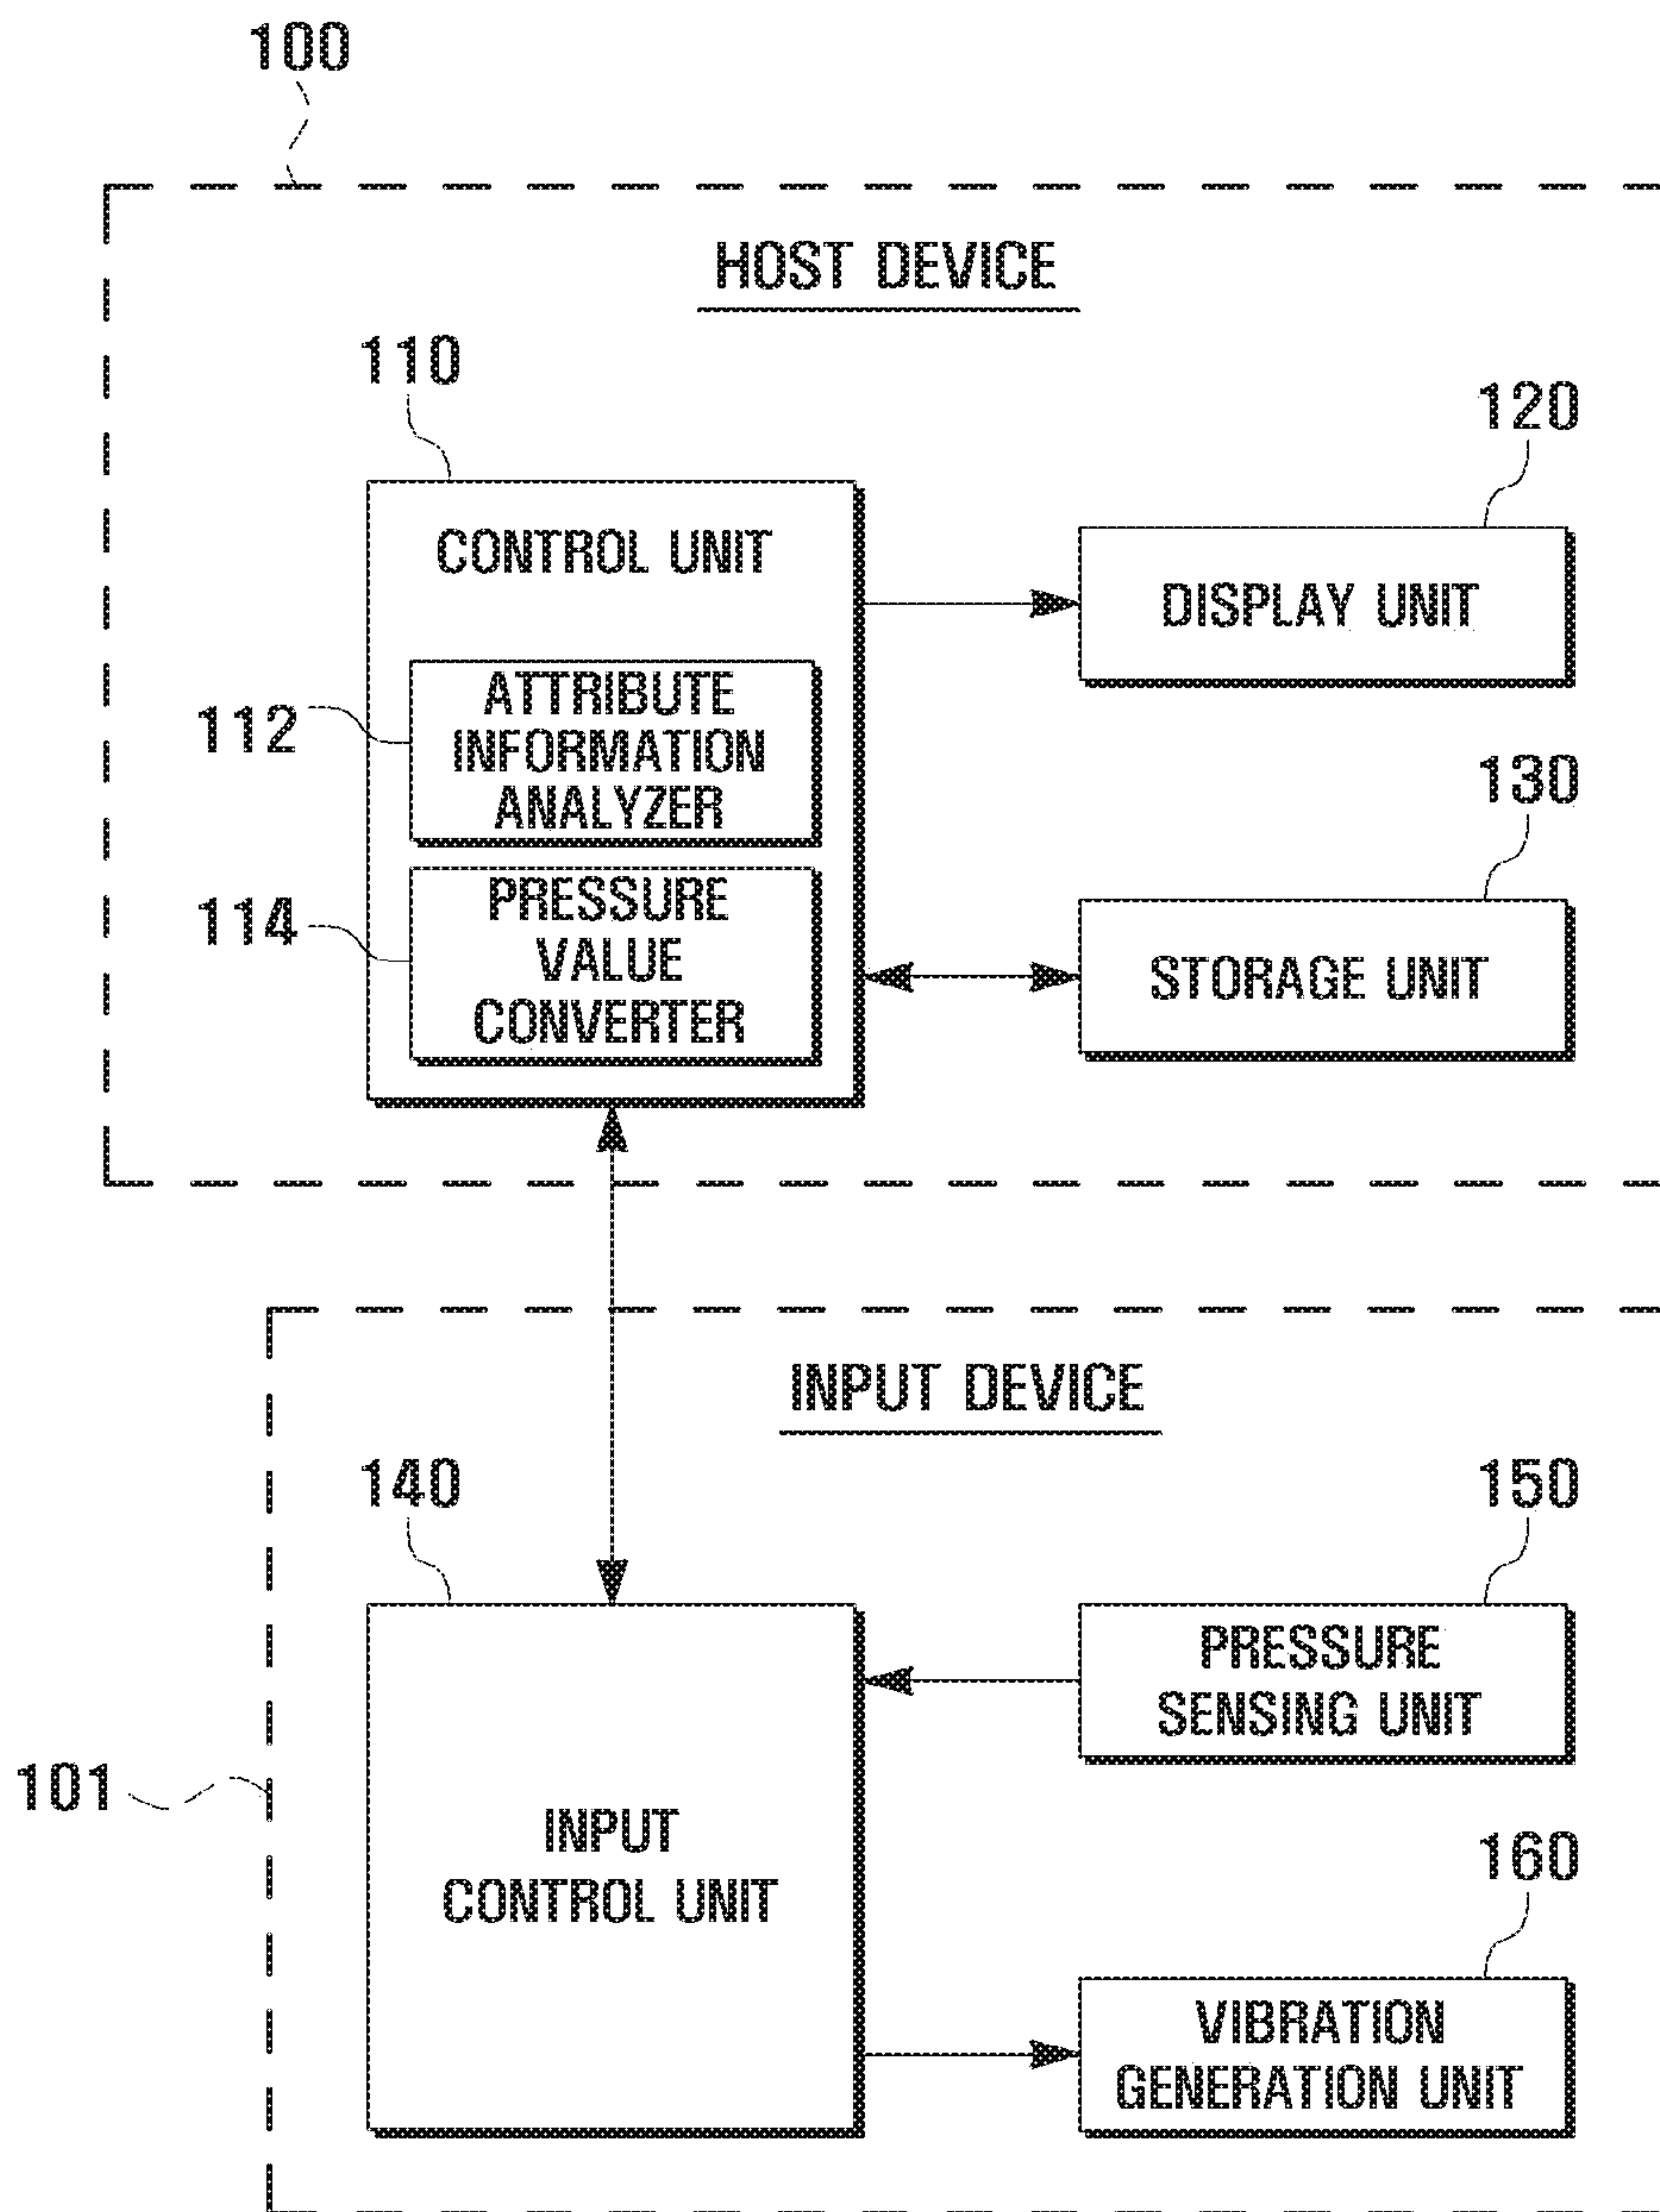 100
HOST DEVICE
110
120
CONTROL UNIT
DISPLAY UNIT
112
ATTRIBUTE
INFORMATION
ANALYZER
130
114
PRESSURE
VALUE
CONVERTER
STORAGE UNIT
INPUT DEVICE
140
150
PRESSURE
SENSING UNIT
101
INPUT
CONTROL UNIT
160
VIBRATION
GENERATION UNIT